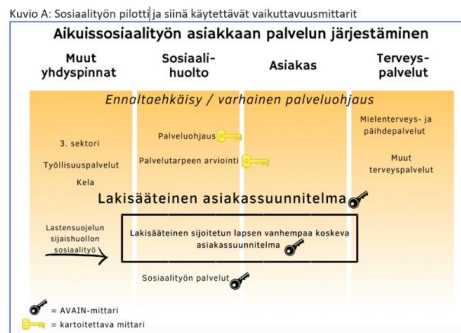 Kuvio A: Sosiaalityön pilotti ja siinä käytettävät vaikuttavuusmittarit
Aikuissosiaalityön asiakkaan palvelun järjestäminen
Muut yhdyspinnat
Sosiaali-huolto
Asiakas
Terveys-palvelut
Ennaltaehkäisy / varhainen palveluohjaus
3. sektori
Työllisyyspalvelut
Kela
Palveluohjaus
Palvelutarpeen arviointi
Mielenterveys- ja
päihdepalvelut
Muut
terveyspalvelut
Lakisääteinen asiakassuunnitelma
Lastensuojelun
sijaishuollon
sosiaalityö
Lakisääteinen sijoitetun lapsen vanhempaa koskeva
asiakassuunnitelma
Sosiaalityön palvelut
= AVAIN-mittari
= kartoitettava mittari